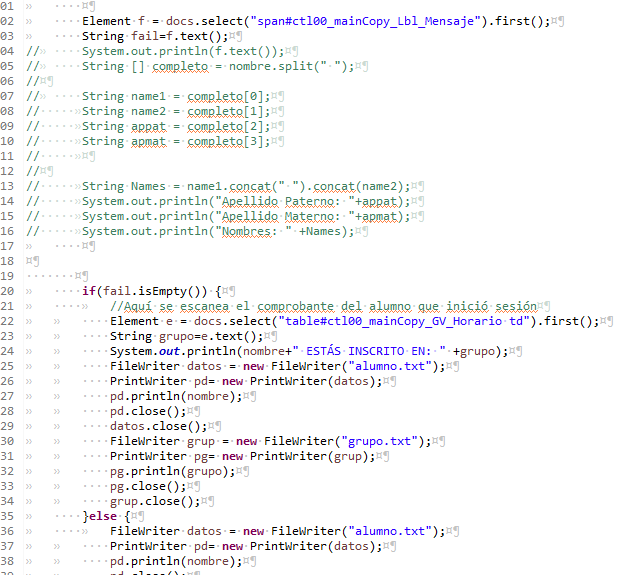 01
02 Element f = docs.select("span#ctl00_mainCopy_Lbl_Mensaje").first();
03 String fail=f.text();
04 // System.out.println(f.text());
05 // String [] completo = nombre.split(" ");
06 //
07 // String name1 = completo[0];
08 // String name2 = completo[1];
09 // String appat = completo[2];
10 // String apmat = completo[3];
11 //
12 //
13 // String Names = name1.concat(" ").concat(name2);
14 // System.out.println("Apellido Paterno: "+appat);
15 // System.out.println("Apellido Materno: "+apmat);
16 // System.out.println("Nombres: " +Names);
17
18
19
20 if(fail.isEmpty()) {
21 //Aquí se escanea el comprobante del alumno que inició sesión
22 Element e = docs.select("table#ctl00_mainCopy_GV_Horario td").first();
23 String grupo=e.text();
24 System.out.println(nombre+" ESTÁS INSCRITO EN: " +grupo);
25 FileWriter datos = new FileWriter("alumno.txt");
26 PrintWriter pd= new PrintWriter(datos);
27 pd.println(nombre);
28 pd.close();
29 datos.close();
30 FileWriter grup = new FileWriter("grupo.txt");
31 PrintWriter pg= new PrintWriter(grup);
32 pg.println(grupo);
33 pg.close();
34 grup.close();
35 }else {
36 FileWriter datos = new FileWriter("alumno.txt");
37 PrintWriter pd= new PrintWriter(datos);
38 pd.println(nombre);